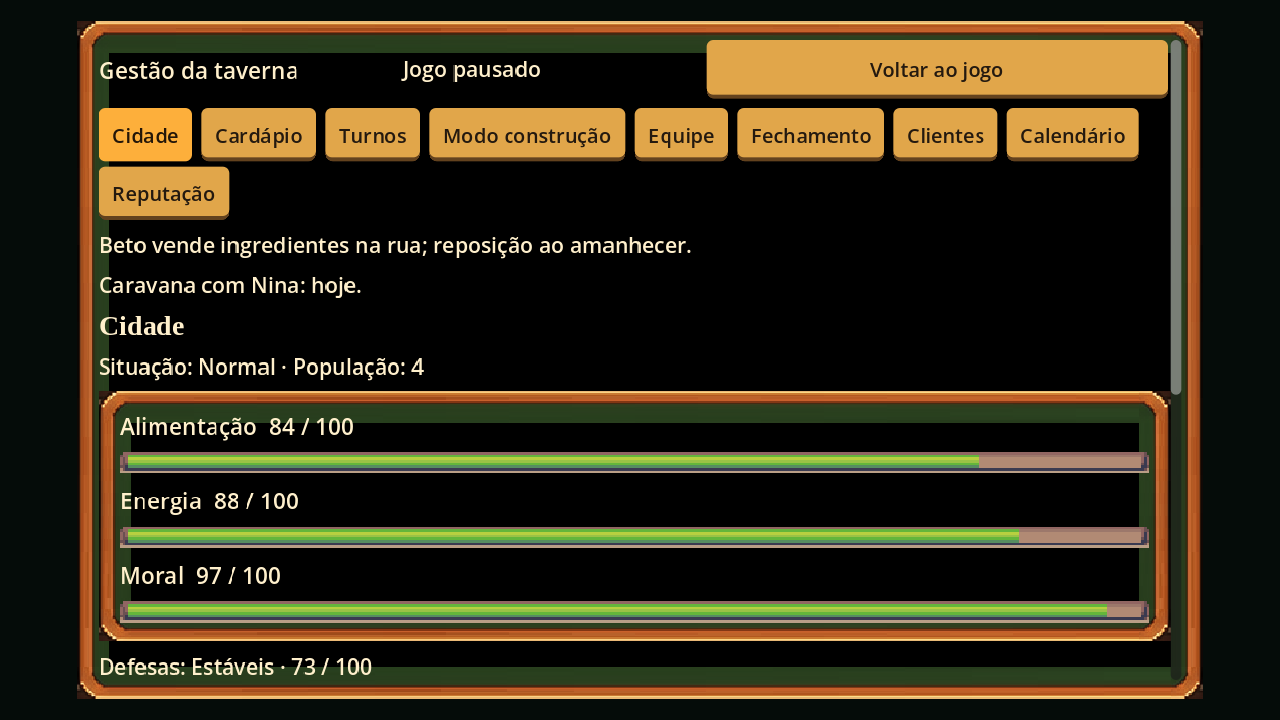 Gestão da taverna Jogo pausado Voltar ao jogo
Cidade Cardápio Turnos Modo construção Equipe Fechamento Clientes Calendário
Reputação
Beto vende ingredientes na rua; reposição ao amanhecer.
Caravana com Nina: hoje.
Cidade
Situação: Normal · População: 4
Alimentação 84 / 100
Energia 88 / 100
Moral 97 / 100
Defesas: Estáveis · 73 / 100